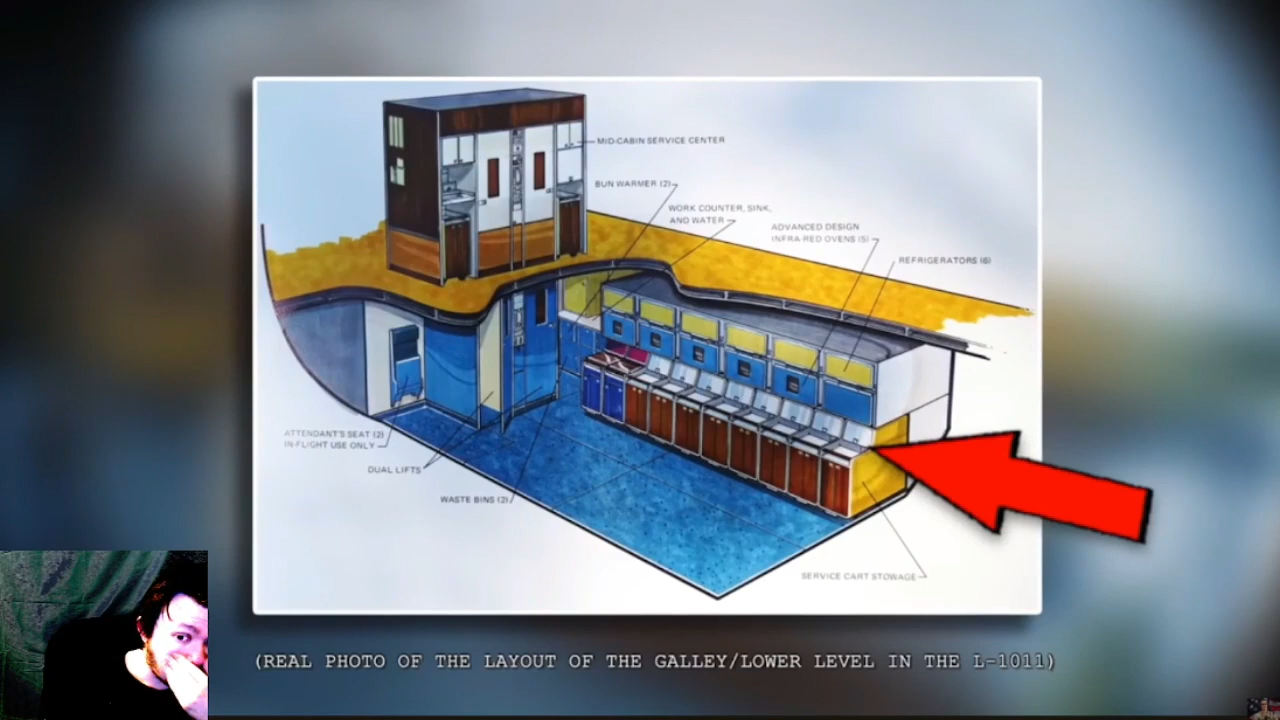 MID-CABIN SERVICE CENTER
BUN WARMER (2)
WORK COUNTER, SINK,
AND WATER
ADVANCED DESIGN
INFRA-RED OVENS (5)
REFRIGERATORS (6)
ATTENDANT'S SEAT (2)
IN-FLIGHT USE ONLY
DUAL LIFTS
WASTE BINS (2)
SERVICE CART STOWAGE
(REAL PHOTO OF THE LAYOUT OF THE GALLEY/LOWER LEVEL IN THE L-1011)